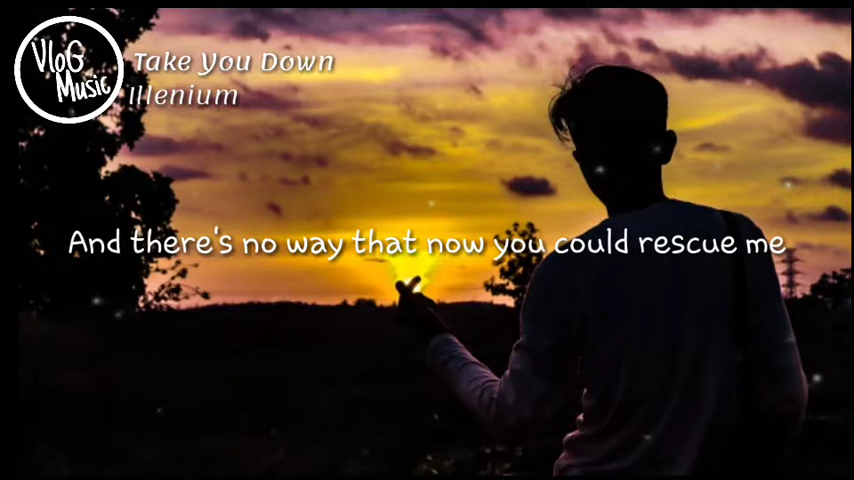 VloG
Music
Take You Down
Illenium
And there's no way that now you could rescue me